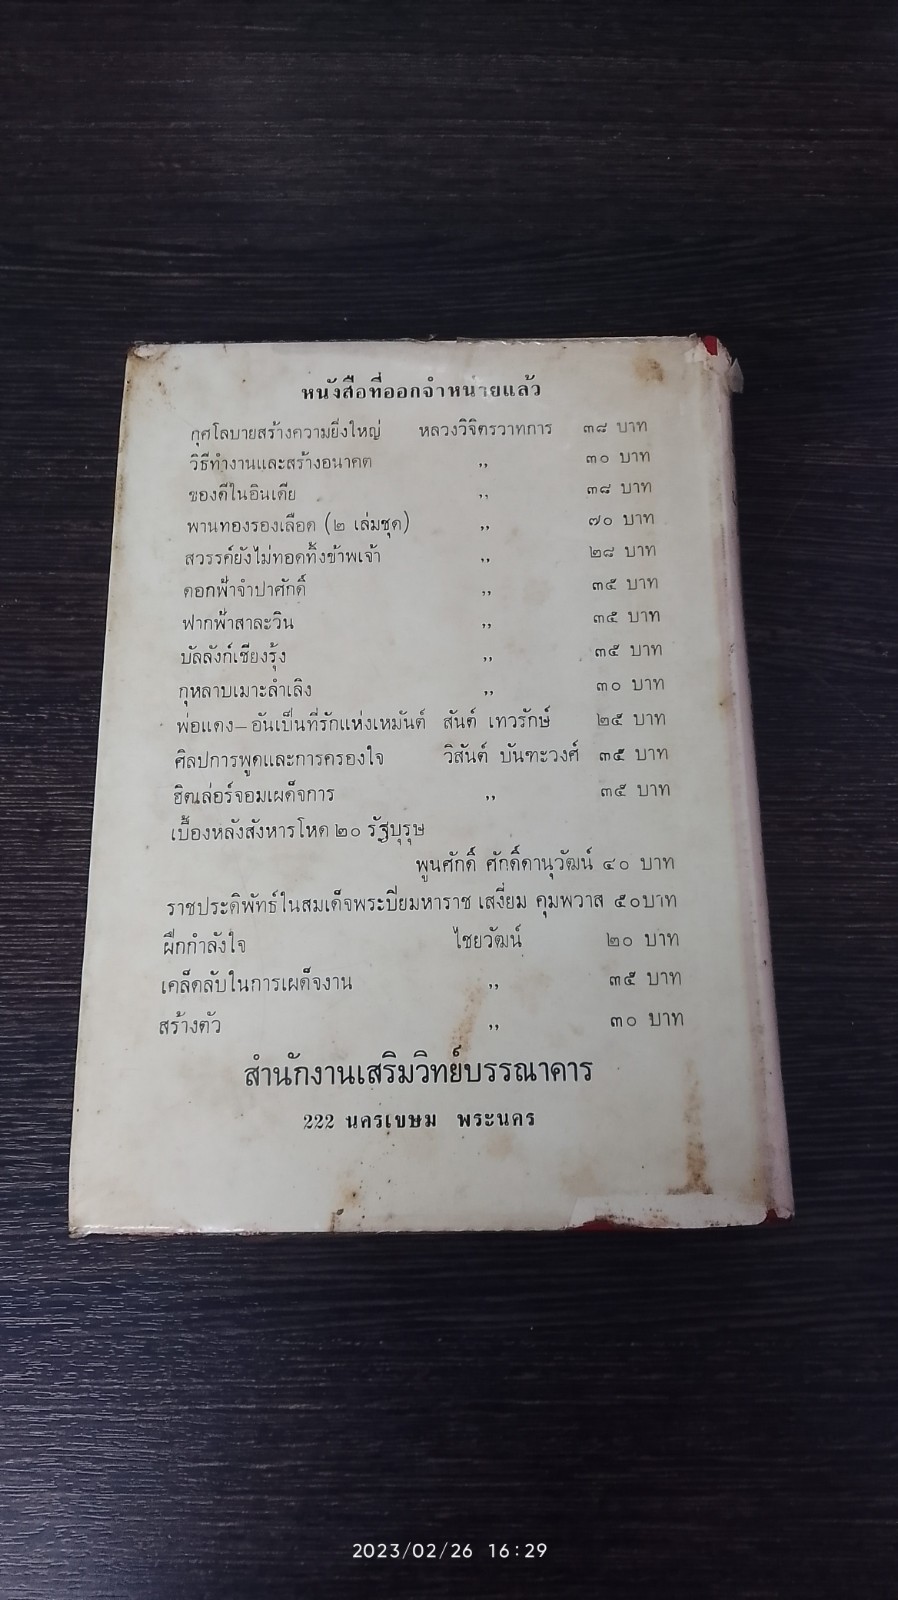 หนังสือที่ออกจำหน่ายแล้ว
กุศโลบายสร้างความยิ่งใหญ่ หลวงวิจิตรวาทการ ๓๘ บาท
วิธีทำงานและสร้างอนาคต ,, ๓๐ บาท
ของดีในอินเดีย ,, ๓๘ บาท
พานทองรองเลือด (๒ เล่มชุด) ,, ๗๐ บาท
สวรรค์ยังไม่ทอดทิ้งข้าพเจ้า ,, ๒๘ บาท
ดอกฟ้าจำปาศักดิ์ ,, ๓๕ บาท
ฟากฟ้าสาละวิน ,, ๓๕ บาท
บัลลังก์เชียงรุ้ง ,, ๓๕ บาท
กุหลาบเมาะลำเลิง ,, ๓๐ บาท
พ่อแดง–อันเป็นที่รักแห่งเหมันต์ สันต์ เทวรักษ์ ๒๕ บาท
ศิลปการพูดและการครองใจ วิสันต์ บันฑะวงศ์ ๓๕ บาท
ฮิตเล่อร์จอมเผด็จการ ,, ๓๕ บาท
เบื้องหลังสังหารโหด ๒๐ รัฐบุรุษ
พูนศักดิ์ ศักดิ์ดานุวัฒน์ ๔๐ บาท
ราชประดิพัทธ์ในสมเด็จพระปิยมหาราช เสงี่ยม คุมพวาส ๕๐บาท
ฝึกกำลังใจ ไชยวัฒน์ ๒๐ บาท
เคล็ดลับในการเผด็จงาน ,, ๓๕ บาท
สร้างตัว ,, ๓๐ บาท
สำนักงานเสริมวิทย์บรรณาคาร
222 นครเขษม พระนคร
2023/02/26 16:29